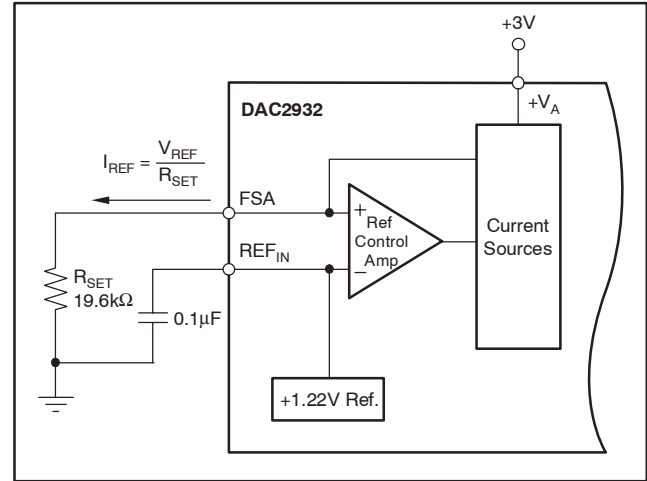 +3V
+V_A
DAC2932
I_REF = V_REF / R_SET
FSA
+
Ref
Control
Amp
−
REF_IN
Current
Sources
R_SET
19.6kΩ
0.1μF
+1.22V Ref.